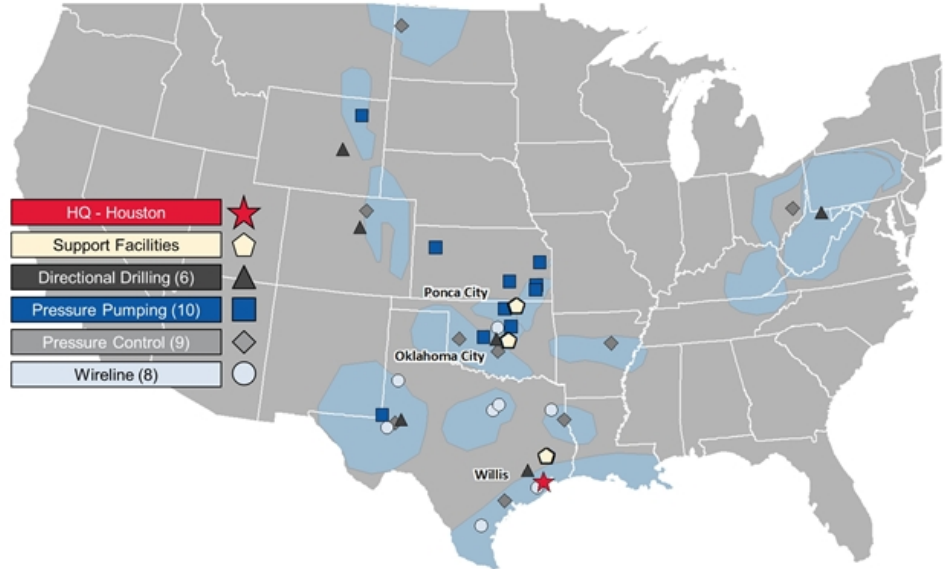 HQ - Houston
Support Facilities
Directional Drilling (6)
Pressure Pumping (10)
Pressure Control (9)
Wireline (8)
Ponca City
Oklahoma City
Willis